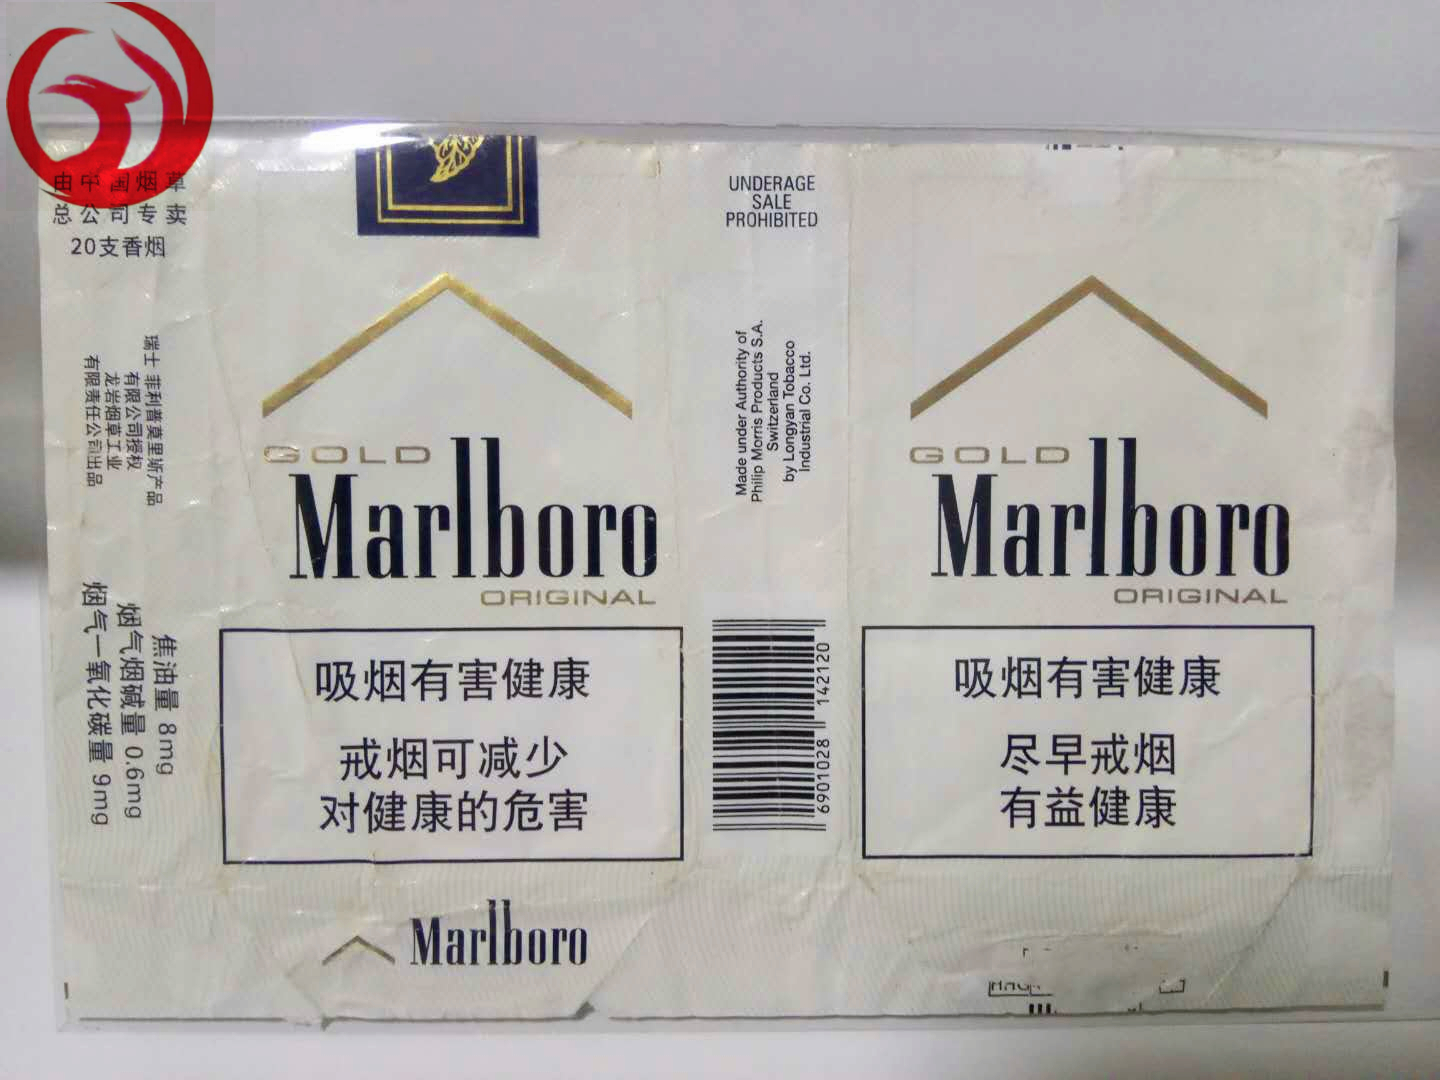 由中国烟草
总公司专卖
20支香烟
瑞士 菲利普莫里斯产品
有限公司授权
龙岩烟草工业
有限责任公司出品
焦油量 8mg
烟气烟碱量 0.6mg
烟气一氧化碳量 9mg
GOLD
Marlboro
ORIGINAL
吸烟有害健康
戒烟可减少
对健康的危害
Marlboro
UNDERAGE
SALE
PROHIBITED
Made under Authority of
Philip Morris Products S.A.
Switzerland
by Longyan Tobacco
Industrial Co. Ltd.
6901028 142120
GOLD
Marlboro
ORIGINAL
吸烟有害健康
尽早戒烟
有益健康